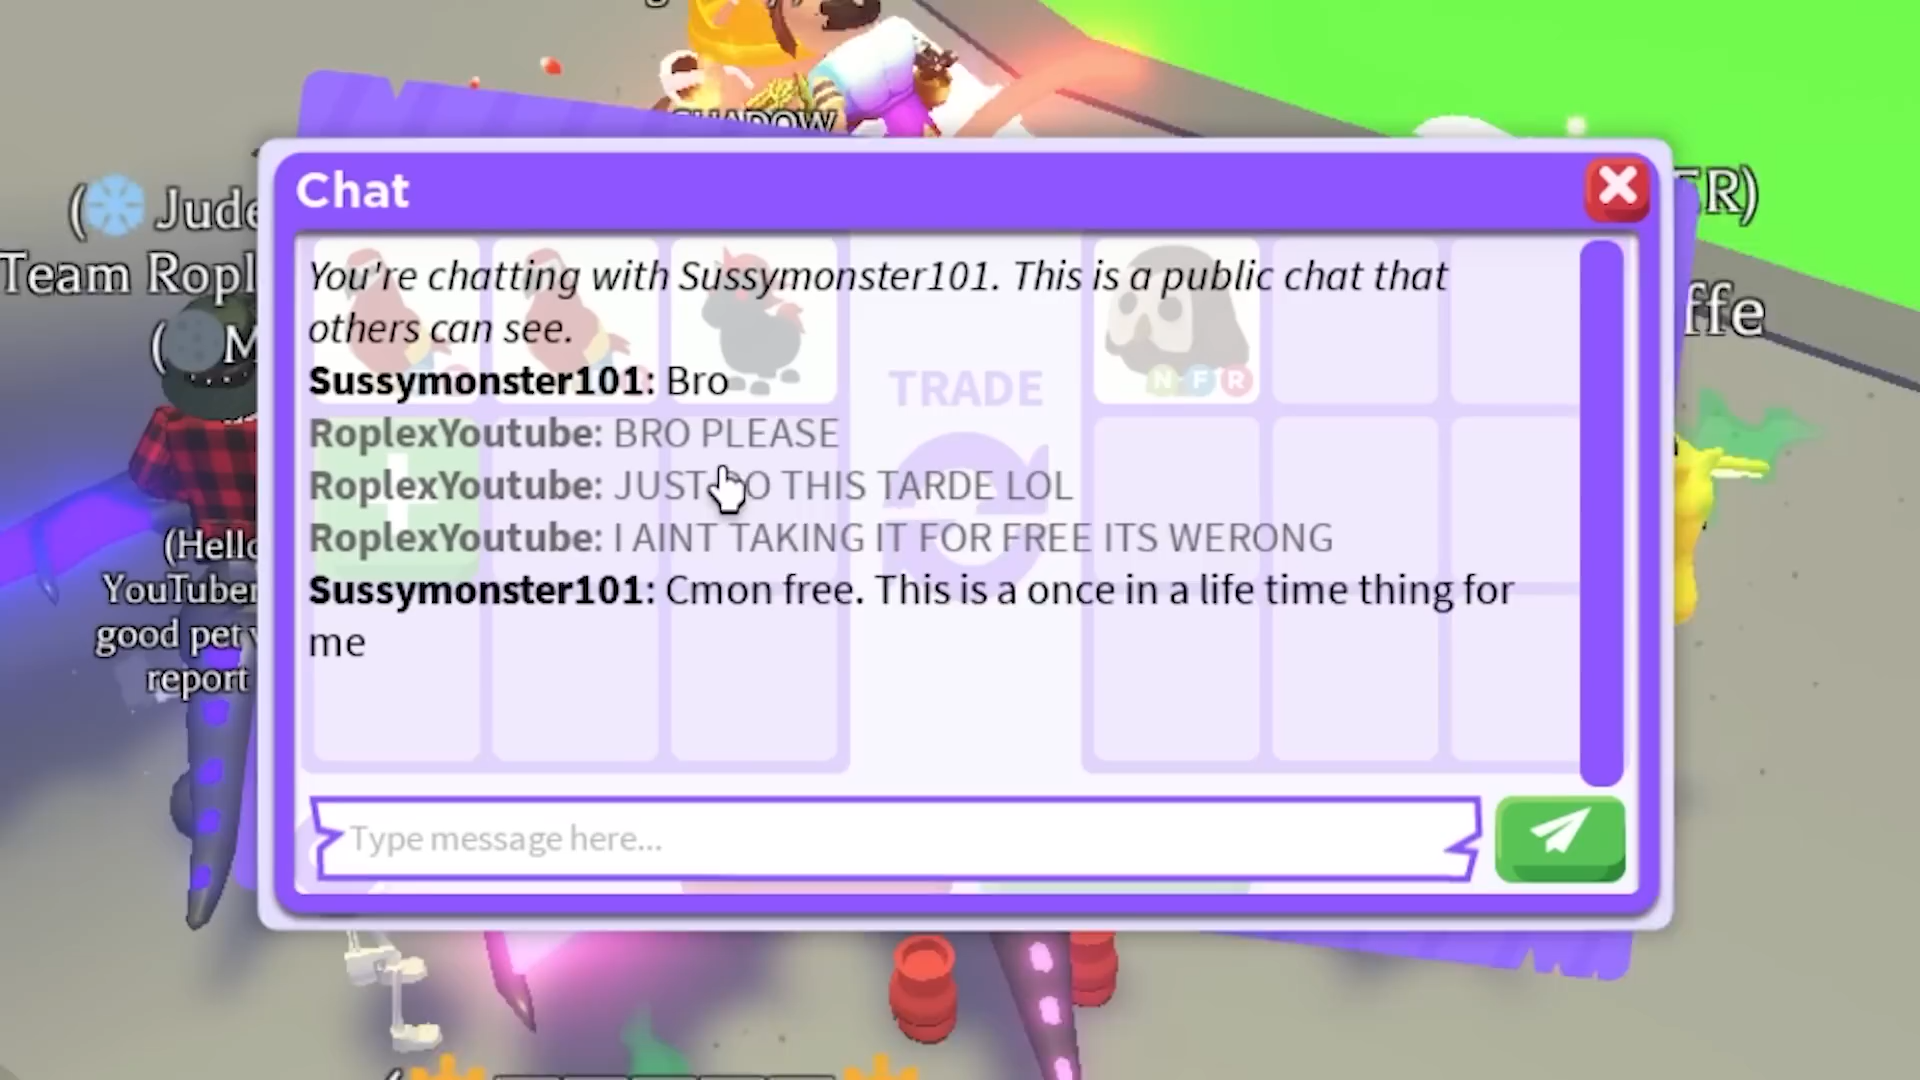 SHADOW
Chat
(Jude
ER)
Team Ropl
You're chatting with Sussymonster101. This is a public chat that
others can see.
ffe
(M
Sussymonster101: Bro
N F R
TRADE
RoplexYoutube: BRO PLEASE
RoplexYoutube: JUST DO THIS TARDE LOL
RoplexYoutube: I AINT TAKING IT FOR FREE ITS WERONG
(Hello
YouTuber
good pet
report
Sussymonster101: Cmon free. This is a once in a life time thing for
me
Type message here...